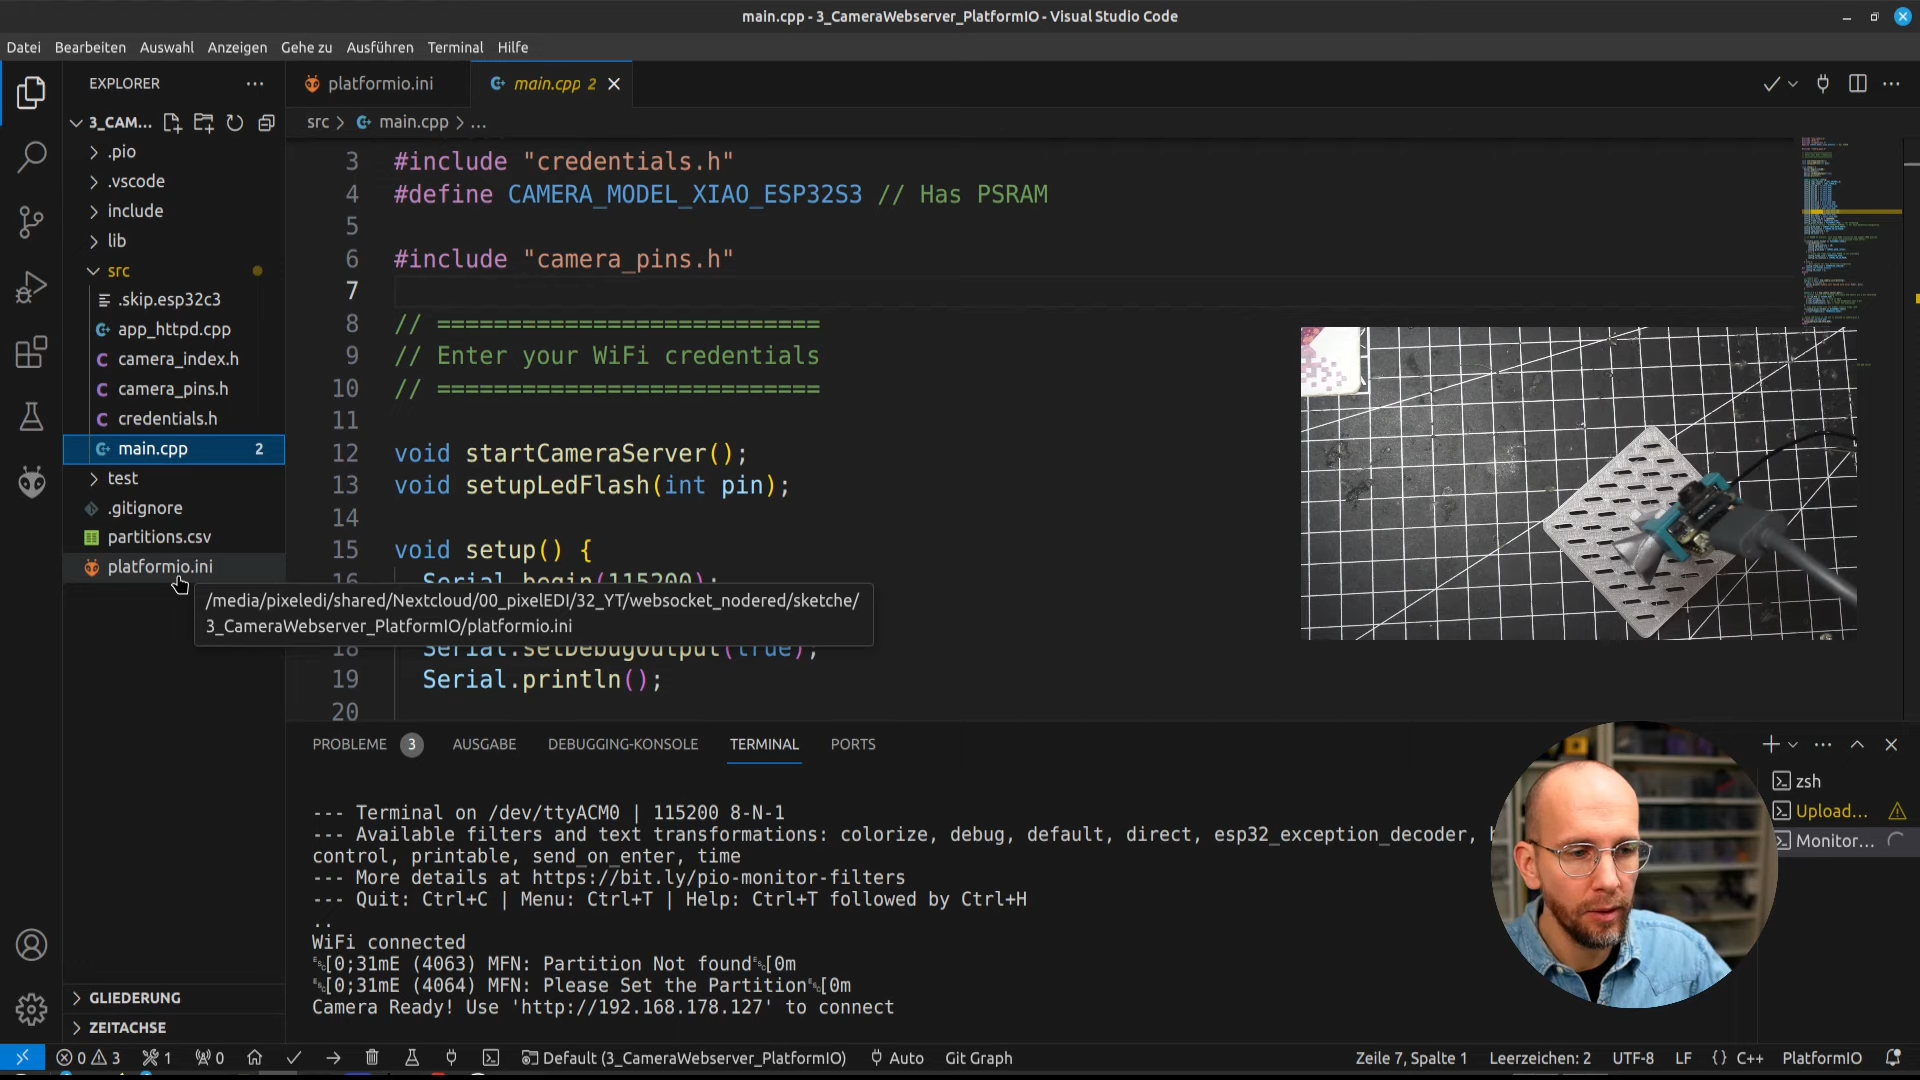 main.cpp - 3_CameraWebserver_PlatformIO - Visual Studio Code
Datei Bearbeiten Auswahl Anzeigen Gehe zu Ausführen Terminal Hilfe
EXPLORER
3_CAM...
.pio
.vscode
include
lib
src
.skip.esp32c3
app_httpd.cpp
camera_index.h
camera_pins.h
credentials.h
main.cpp 2
test
.gitignore
partitions.csv
platformio.ini
GLIEDERUNG
ZEITACHSE
platformio.ini main.cpp 2
src > main.cpp > ...
3 #include "credentials.h"
4 #define CAMERA_MODEL_XIAO_ESP32S3 // Has PSRAM
5
6 #include "camera_pins.h"
7
8 // ===========================
9 // Enter your WiFi credentials
10 // ===========================
11
12 void startCameraServer();
13 void setupLedFlash(int pin);
14
15 void setup() {
16 Serial.begin(115200);
/media/pixeledi/shared/Nextcloud/00_pixelEDI/32_YT/websocket_nodered/sketche/
3_CameraWebserver_PlatformIO/platformio.ini
18 Serial.setDebugOutput(true);
19 Serial.println();
20
PROBLEME 3 AUSGABE DEBUGGING-KONSOLE TERMINAL PORTS
--- Terminal on /dev/ttyACM0 | 115200 8-N-1
--- Available filters and text transformations: colorize, debug, default, direct, esp32_exception_decoder,
control, printable, send_on_enter, time
--- More details at https://bit.ly/pio-monitor-filters
--- Quit: Ctrl+C | Menu: Ctrl+T | Help: Ctrl+T followed by Ctrl+H
..
WiFi connected
[0;31mE (4063) MFN: Partition Not found[0m
[0;31mE (4064) MFN: Please Set the Partition[0m
Camera Ready! Use 'http://192.168.178.127' to connect
zsh
Upload...
Monitor...
0 3 1 0 Default (3_CameraWebserver_PlatformIO) Auto Git Graph Zeile 7, Spalte 1 Leerzeichen: 2 UTF-8 LF {} C++ PlatformIO